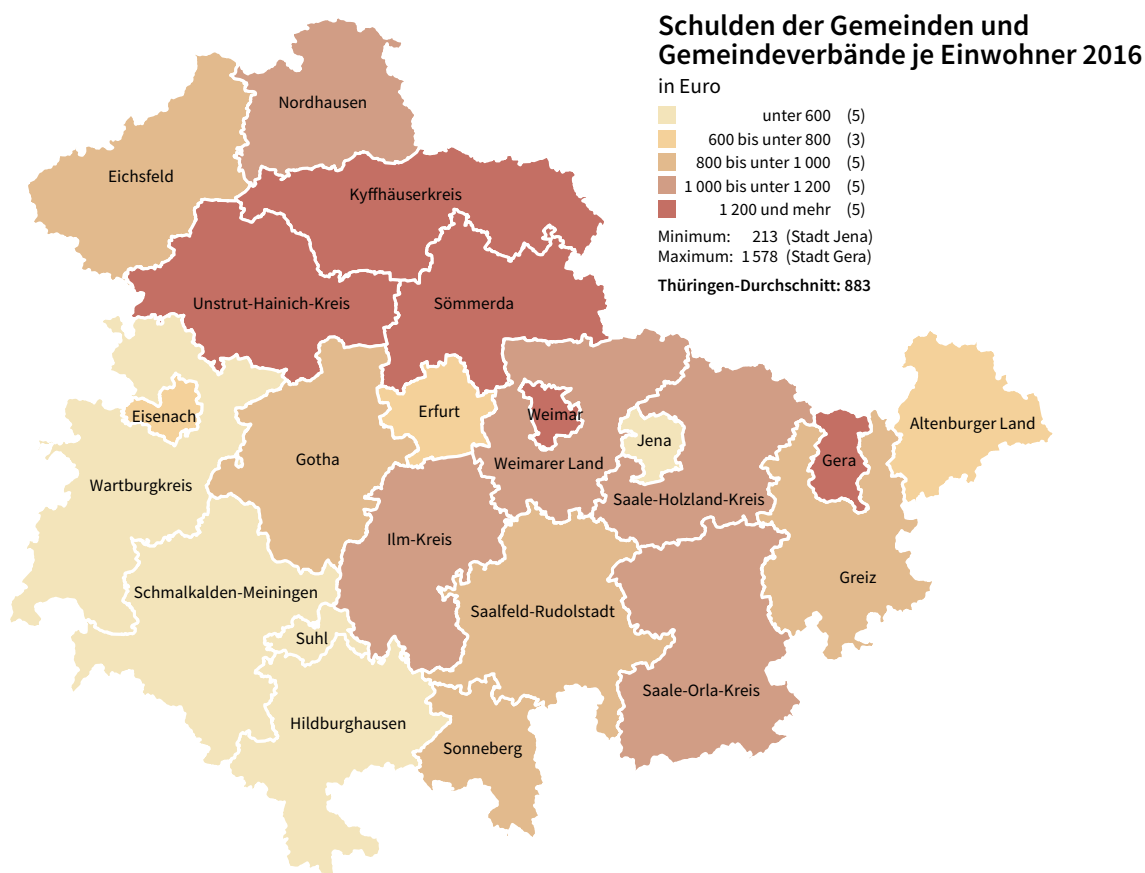 Schulden der Gemeinden und
Gemeindeverbände je Einwohner 2016
in Euro
unter 600 (5)
600 bis unter 800 (3)
800 bis unter 1 000 (5)
1 000 bis unter 1 200 (5)
1 200 und mehr (5)
Minimum: 213 (Stadt Jena)
Maximum: 1 578 (Stadt Gera)
Thüringen-Durchschnitt: 883
Nordhausen
Eichsfeld
Kyffhäuserkreis
Unstrut-Hainich-Kreis
Sömmerda
Eisenach
Erfurt
Weimar
Altenburger Land
Jena
Gotha
Weimarer Land
Gera
Wartburgkreis
Saale-Holzland-Kreis
Ilm-Kreis
Greiz
Schmalkalden-Meiningen
Saalfeld-Rudolstadt
Suhl
Saale-Orla-Kreis
Hildburghausen
Sonneberg